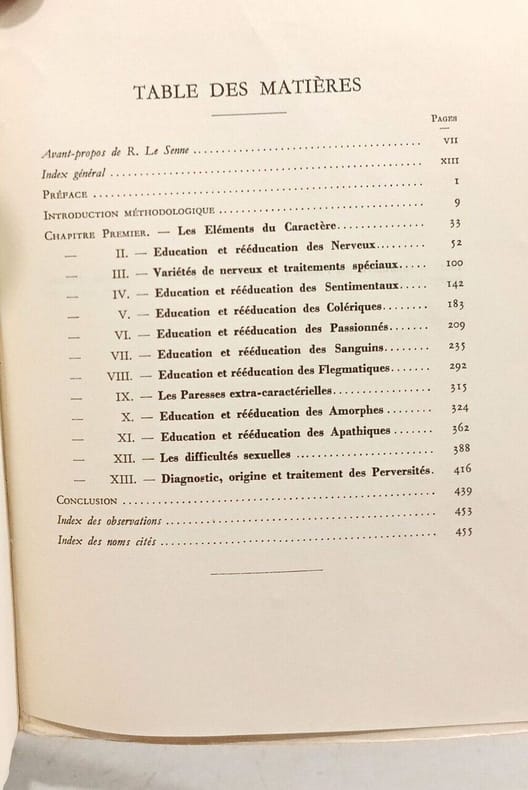 TABLE DES MATIÈRES
PAGES
Avant-propos de R. Le Senne ........................ VII
Index général ........................ XIII
PRÉFACE ........................ 1
INTRODUCTION MÉTHODOLOGIQUE ........................ 9
CHAPITRE PREMIER. — Les Eléments du Caractère............... 33
— II. — Education et rééducation des Nerveux......... 52
— III. — Variétés de nerveux et traitements spéciaux..... 100
— IV. — Education et rééducation des Sentimentaux..... 142
— V. — Education et rééducation des Colériques........ 183
— VI. — Education et rééducation des Passionnés....... 209
— VII. — Education et rééducation des Sanguins........ 235
— VIII. — Education et rééducation des Flegmatiques....... 292
— IX. — Les Paresses extra-caractérielles................. 315
— X. — Education et rééducation des Amorphes ........ 324
— XI. — Education et rééducation des Apathiques ....... 362
— XII. — Les difficultés sexuelles ........................ 388
— XIII. — Diagnostic, origine et traitement des Perversités. 416
CONCLUSION ........................ 439
Index des observations ........................ 453
Index des noms cités ........................ 455